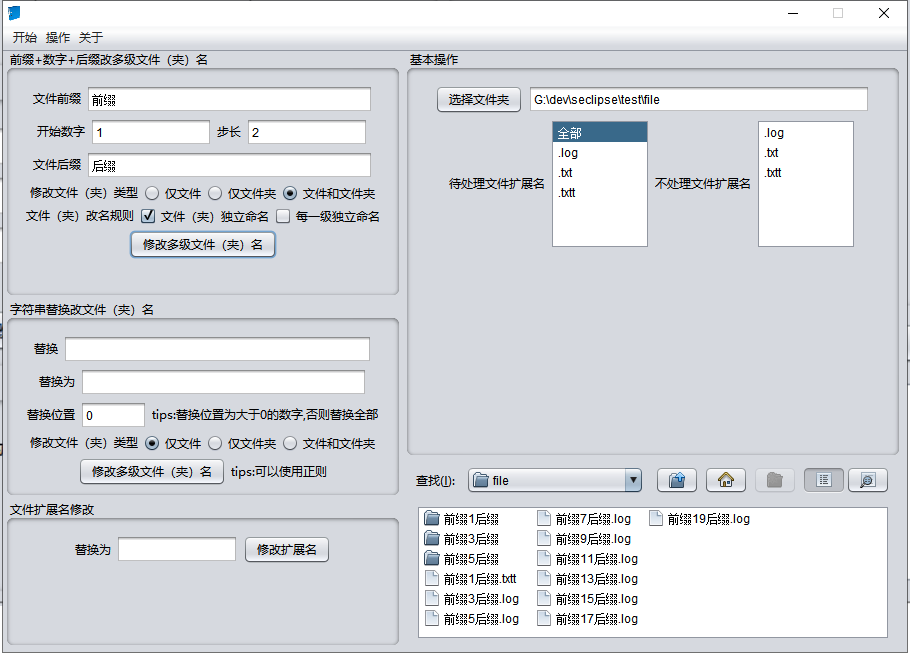 开始 操作 关于
前缀+数字+后缀改多级文件（夹）名
文件前缀 前缀
开始数字 1 步长 2
文件后缀 后缀
修改文件（夹）类型 仅文件 仅文件夹 文件和文件夹
文件（夹）改名规则 文件（夹）独立命名 每一级独立命名
修改多级文件（夹）名
字符串替换改文件（夹）名
替换
替换为
替换位置 0 tips:替换位置为大于0的数字,否则替换全部
修改文件（夹）类型 仅文件 仅文件夹 文件和文件夹
修改多级文件（夹）名 tips:可以使用正则
文件扩展名修改
替换为 修改扩展名
基本操作
选择文件夹 G:\dev\seclipse\test\file
待处理文件扩展名
全部
.log
.txt
.txtt
不处理文件扩展名
.log
.txt
.txtt
查找(I): file
前缀1后缀
前缀3后缀
前缀5后缀
前缀1后缀.txtt
前缀3后缀.log
前缀5后缀.log
前缀7后缀.log
前缀9后缀.log
前缀11后缀.log
前缀13后缀.log
前缀15后缀.log
前缀17后缀.log
前缀19后缀.log